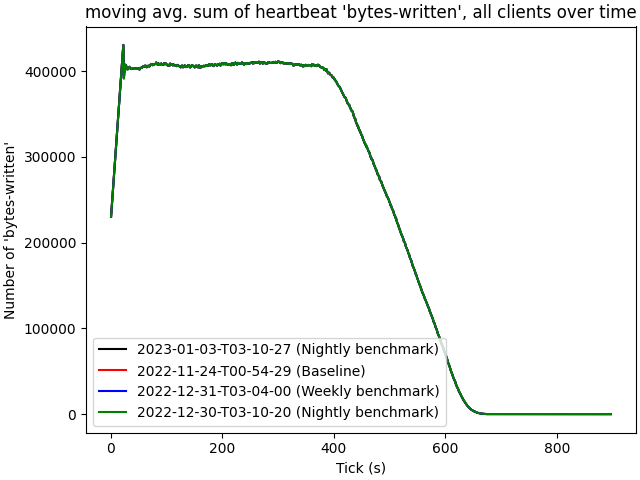 moving avg. sum of heartbeat 'bytes-written', all clients over time
Number of 'bytes-written'
400000
300000
200000
100000
0
2023-01-03-T03-10-27 (Nightly benchmark)
2022-11-24-T00-54-29 (Baseline)
2022-12-31-T03-04-00 (Weekly benchmark)
2022-12-30-T03-10-20 (Nightly benchmark)
0 200 400 600 800
Tick (s)